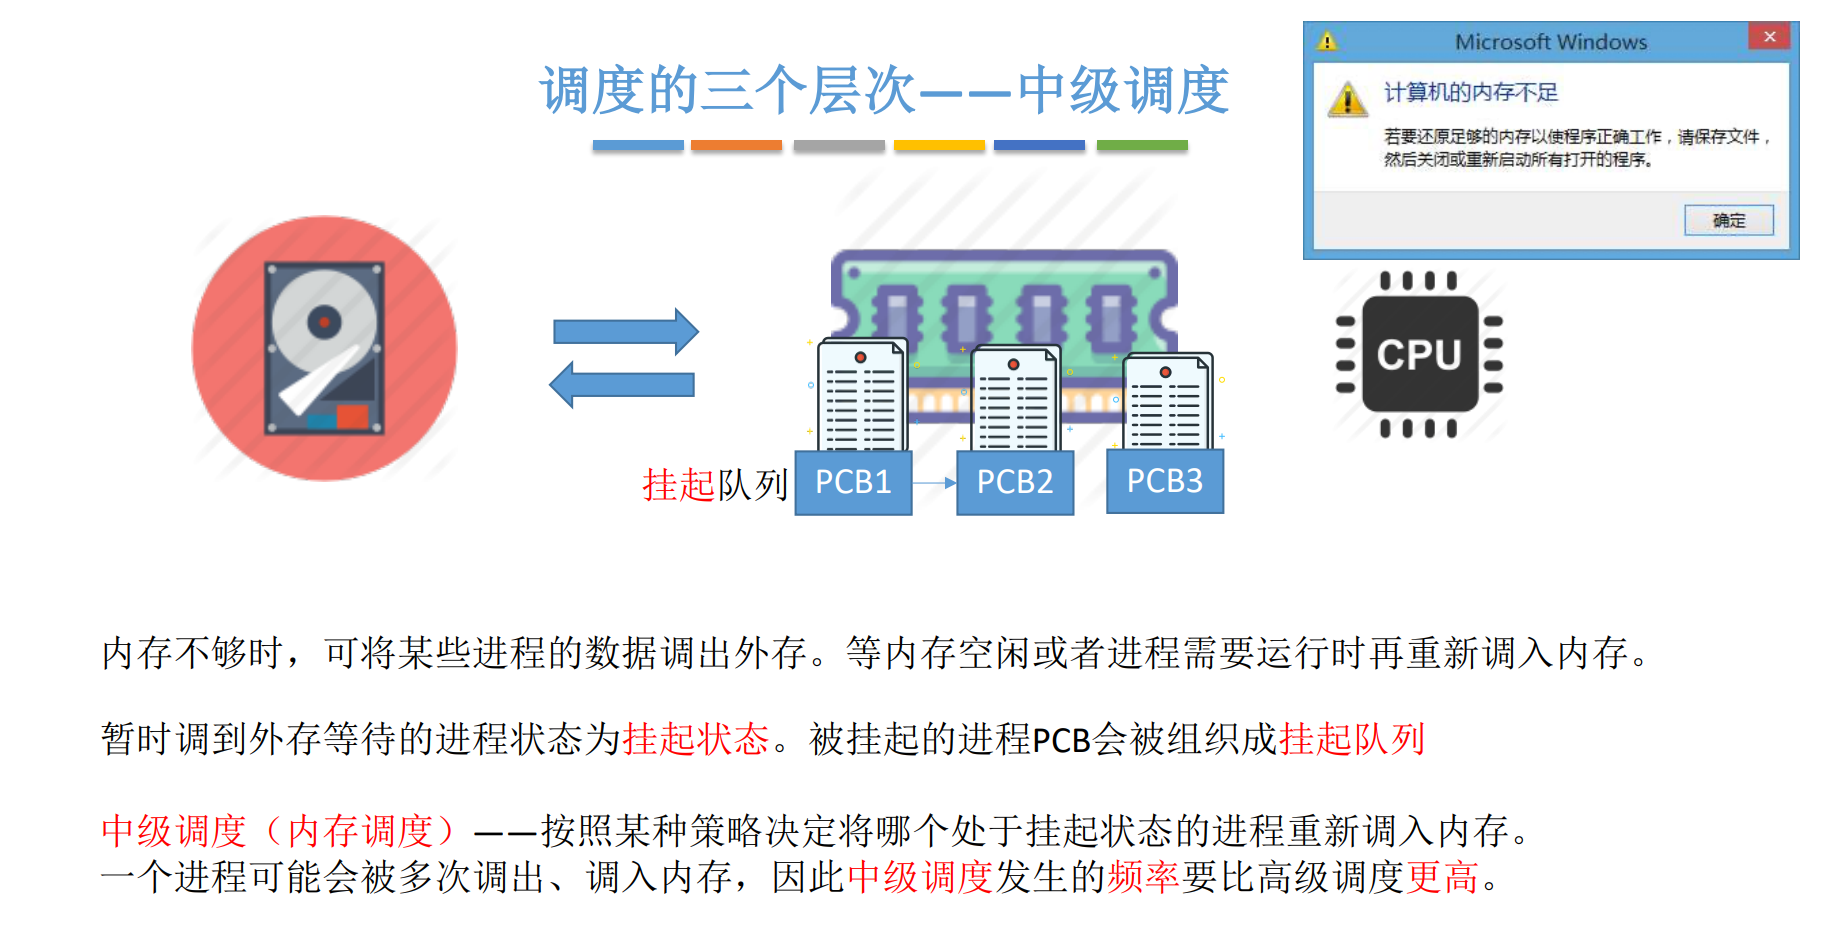 调度的三个层次——中级调度
Microsoft Windows
计算机的内存不足
若要还原足够的内存以使程序正确工作，请保存文件，
然后关闭或重新启动所有打开的程序。
确定
CPU
挂起队列
PCB1
PCB2
PCB3
内存不够时，可将某些进程的数据调出外存。等内存空闲或者进程需要运行时再重新调入内存。
暂时调到外存等待的进程状态为挂起状态。被挂起的进程PCB会被组织成挂起队列
中级调度（内存调度）——按照某种策略决定将哪个处于挂起状态的进程重新调入内存。
一个进程可能会被多次调出、调入内存，因此中级调度发生的频率要比高级调度更高。